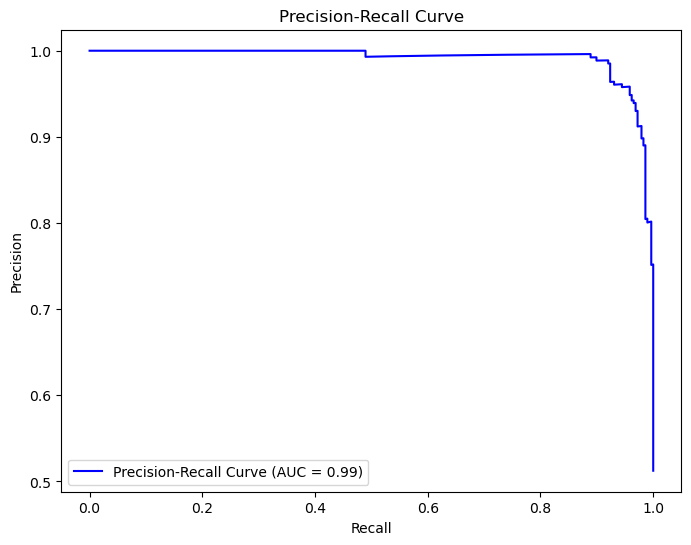 Precision-Recall Curve
1.0
0.9
0.8
0.7
0.6
0.5
Precision
Precision-Recall Curve (AUC = 0.99)
0.0 0.2 0.4 0.6 0.8 1.0
Recall